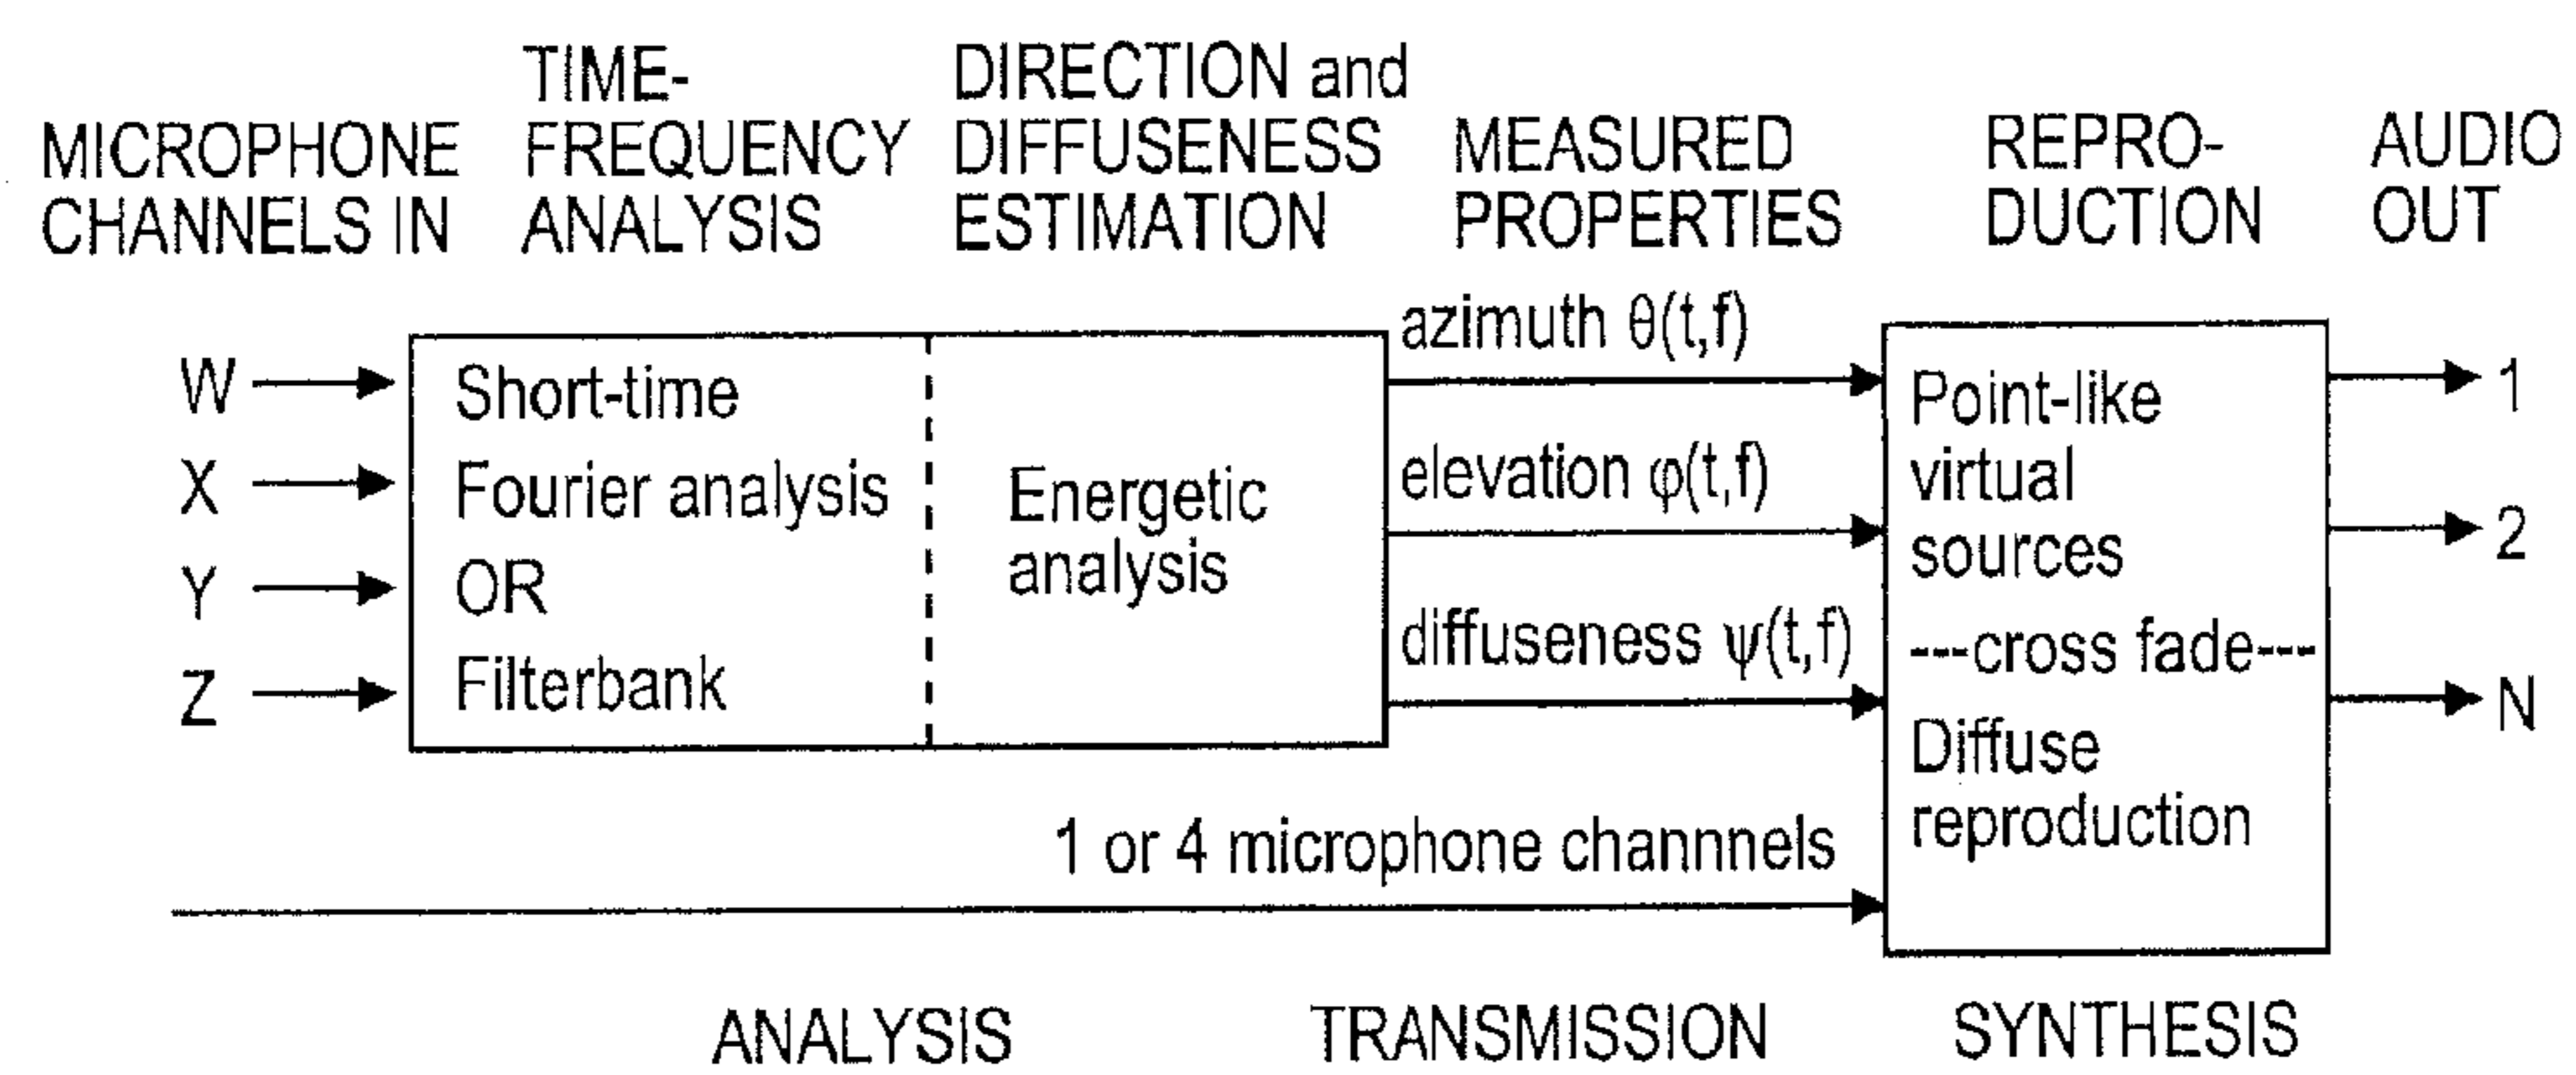 MICROPHONE
CHANNELS IN
TIME-
FREQUENCY
ANALYSIS
DIRECTION and
DIFFUSENESS
ESTIMATION
MEASURED
PROPERTIES
REPRO-
DUCTION
AUDIO
OUT
W
X
Y
Z
Short-time
Fourier analysis
OR
Filterbank
Energetic
analysis
azimuth θ(t,f)
elevation φ(t,f)
diffuseness ψ(t,f)
1 or 4 microphone channnels
Point-like
virtual
sources
---cross fade---
Diffuse
reproduction
1
2
N
ANALYSIS
TRANSMISSION
SYNTHESIS